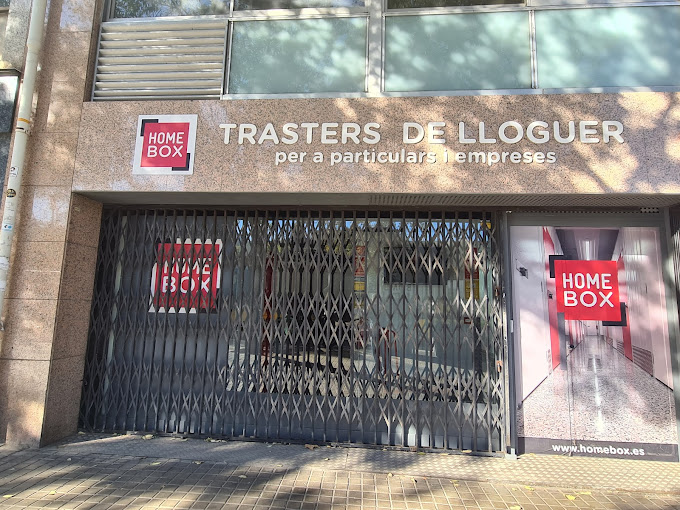 HOME
BOX
TRASTERS DE LLOGUER
per a particulars i empreses
HOME
BOX
HOME
BOX
www.homebox.es